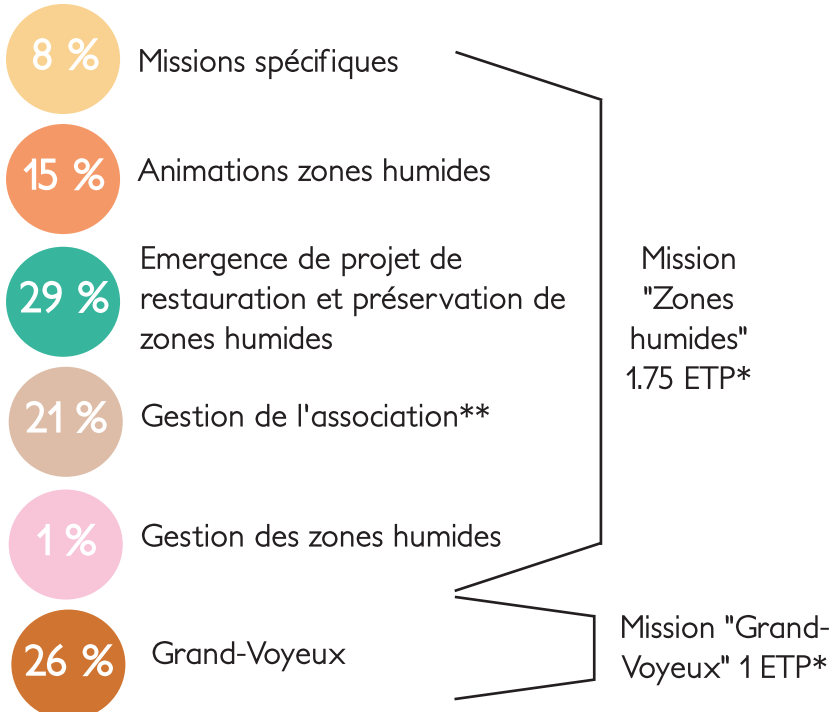 8 %
Missions spécifiques
15 %
Animations zones humides
29 %
Emergence de projet de
restauration et préservation de
zones humides
21 %
Gestion de l'association**
1 %
Gestion des zones humides
26 %
Grand-Voyeux
Mission
"Zones
humides"
1.75 ETP*
Mission "Grand-
Voyeux" 1 ETP*